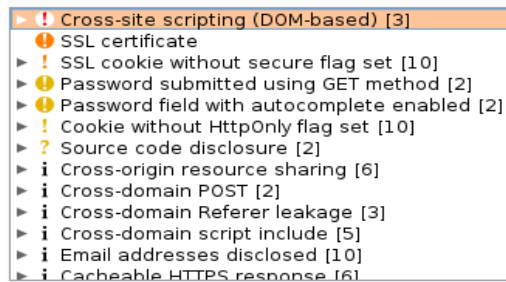 Cross-site scripting (DOM-based) [3]
SSL certificate
SSL cookie without secure flag set [10]
Password submitted using GET method [2]
Password field with autocomplete enabled [2]
Cookie without HttpOnly flag set [10]
Source code disclosure [2]
Cross-origin resource sharing [6]
Cross-domain POST [2]
Cross-domain Referer leakage [3]
Cross-domain script include [5]
Email addresses disclosed [10]
Cacheable HTTPS response [6]